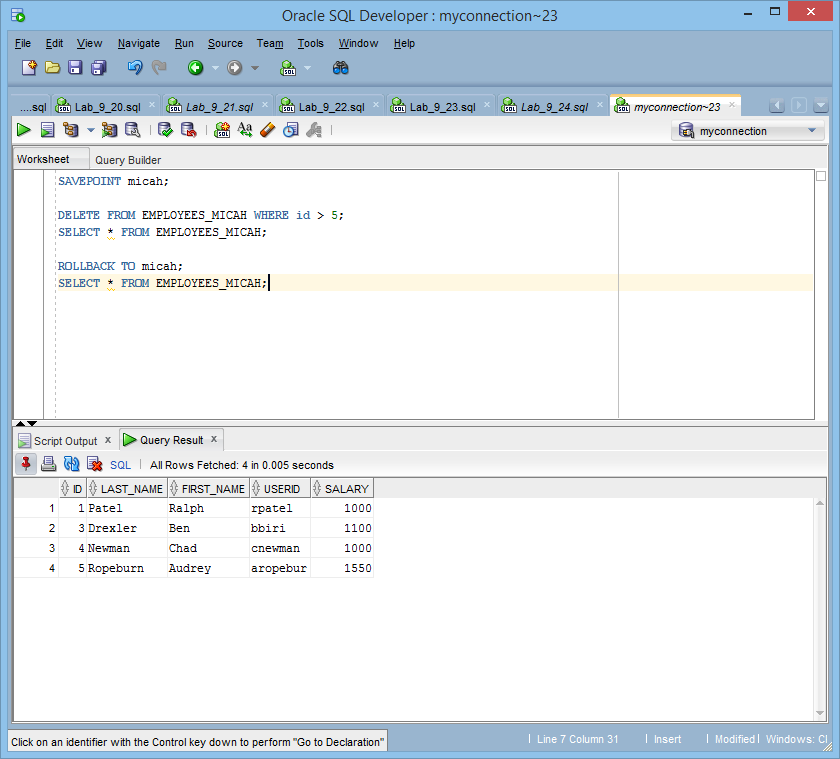 Oracle SQL Developer : myconnection~23
File Edit View Navigate Run Source Team Tools Window Help
....sql Lab_9_20.sql Lab_9_21.sql Lab_9_22.sql Lab_9_23.sql Lab_9_24.sql myconnection~23
myconnection
Worksheet Query Builder
SAVEPOINT micah;
DELETE FROM EMPLOYEES_MICAH WHERE id > 5;
SELECT * FROM EMPLOYEES_MICAH;
ROLLBACK TO micah;
SELECT * FROM EMPLOYEES_MICAH;
Script Output x Query Result x
SQL | All Rows Fetched: 4 in 0.005 seconds
ID LAST_NAME FIRST_NAME USERID SALARY
1 1 Patel Ralph rpatel 1000
2 3 Drexler Ben bbiri 1100
3 4 Newman Chad cnewman 1000
4 5 Ropeburn Audrey aropebur 1550
Click on an identifier with the Control key down to perform "Go to Declaration" | Line 7 Column 31 | Insert | Modified | Windows: Cl